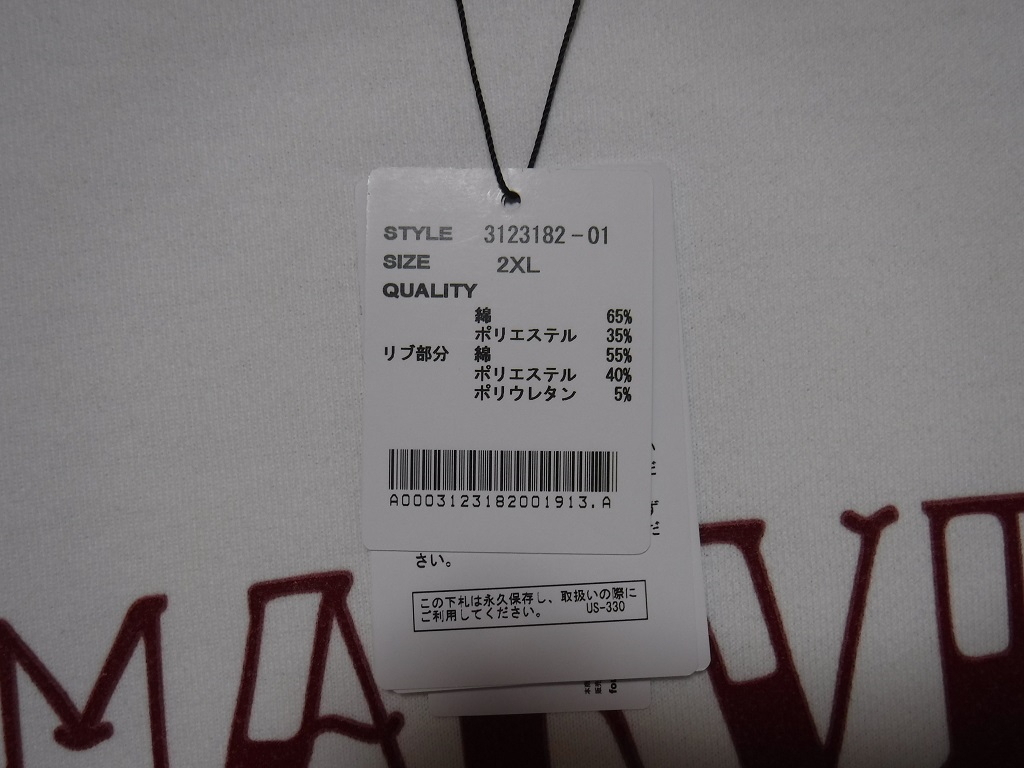 STYLE 3123182-01
SIZE 2XL
QUALITY
綿 65%
ポリエステル 35%
リブ部分 綿 55%
ポリエステル 40%
ポリウレタン 5%
A0003123182001913.A
さい。
この下札は永久保存し、取扱いの際に
ご利用してください。 US-330
MARV